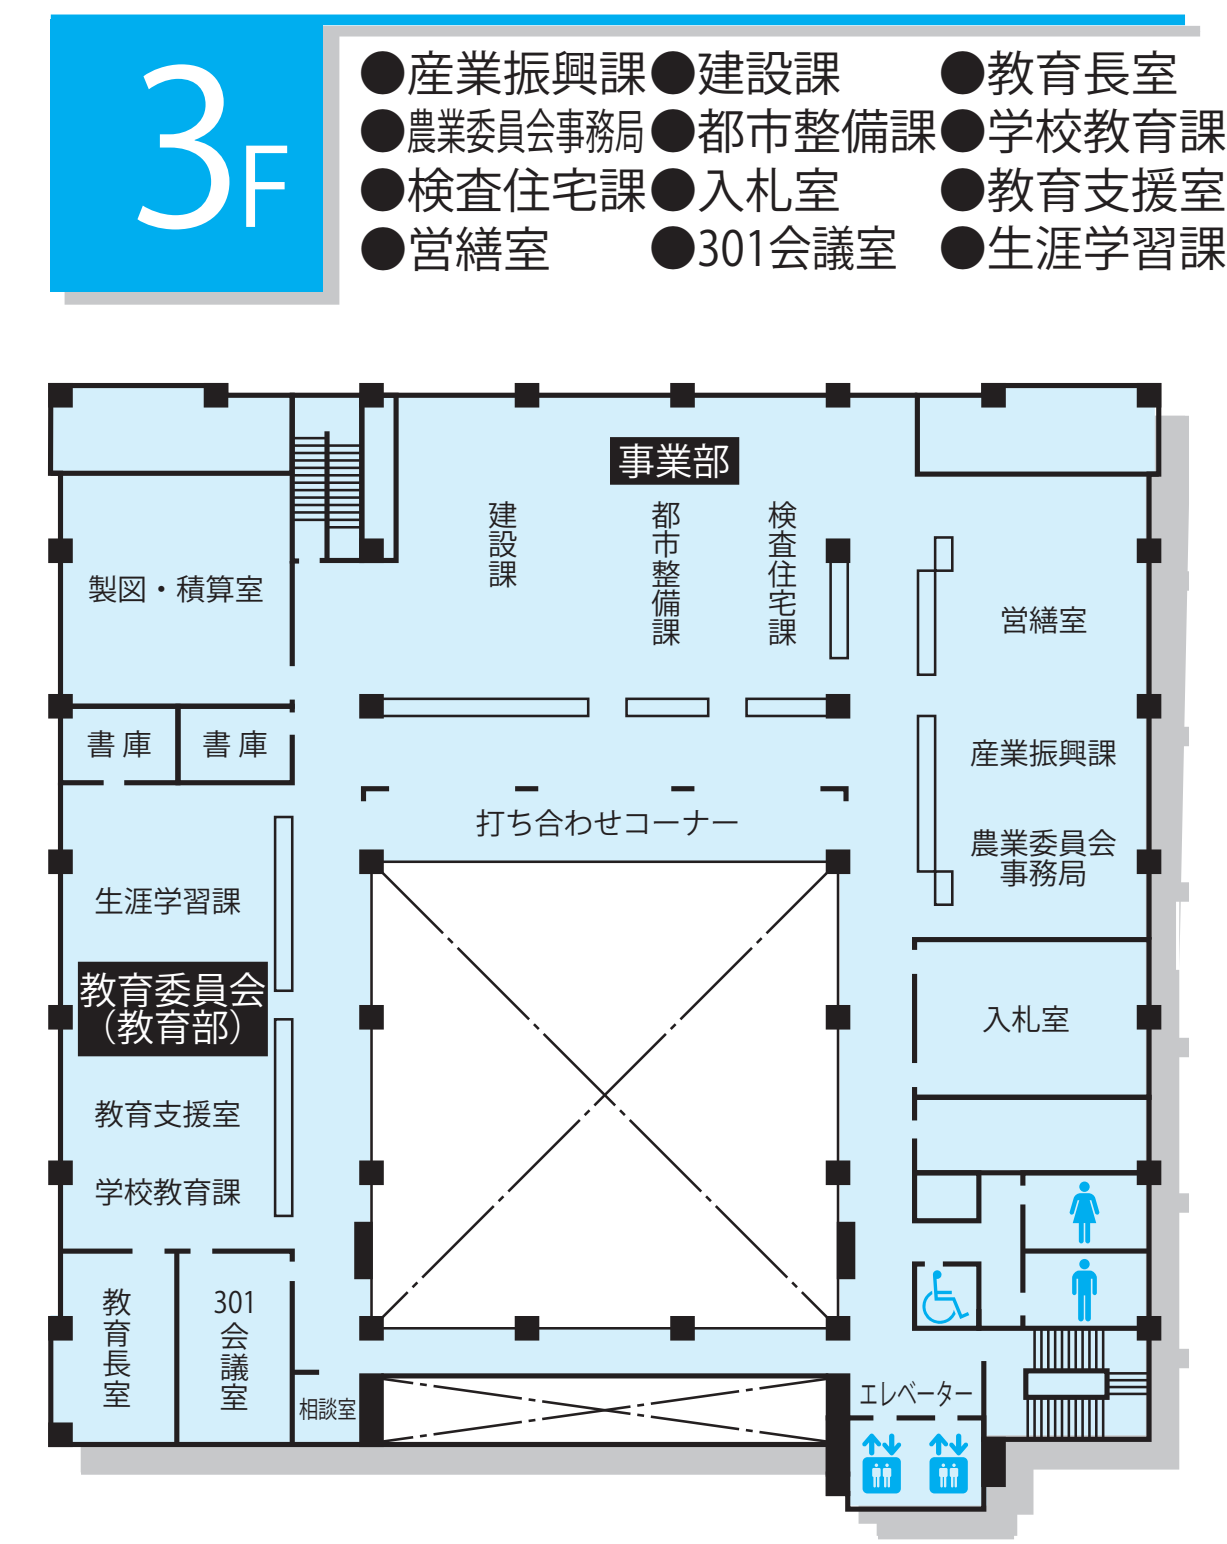 3F
●産業振興課
●農業委員会事務局
●検査住宅課
●営繕室
●建設課
●都市整備課
●入札室
●301会議室
●教育長室
●学校教育課
●教育支援室
●生涯学習課
事業部
建設課
都市整備課
検査住宅課
製図・積算室
営繕室
書庫
書庫
産業振興課
打ち合わせコーナー
農業委員会
事務局
生涯学習課
教育委員会
（教育部）
入札室
教育支援室
学校教育課
教育長室
301会議室
相談室
エレベーター